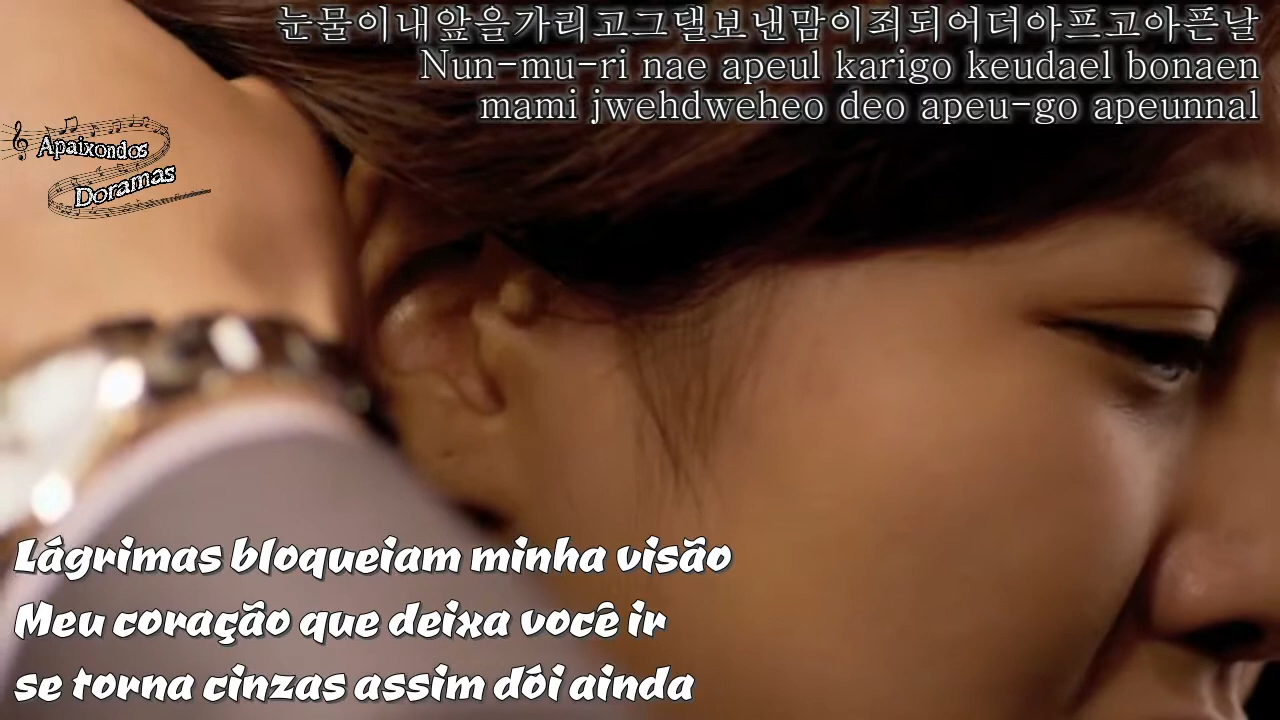 눈물이내앞을가리고그댈보낸맘이죄되어더아프고아픈날
Nun-mu-ri nae apeul karigo keudael bonaen
mami jwehdweheo deo apeu-go apeunnal
Apaixondos
Doramas
Lágrimas bloqueiam minha visão
Meu coração que deixa você ir
se torna cinzas assim dói ainda